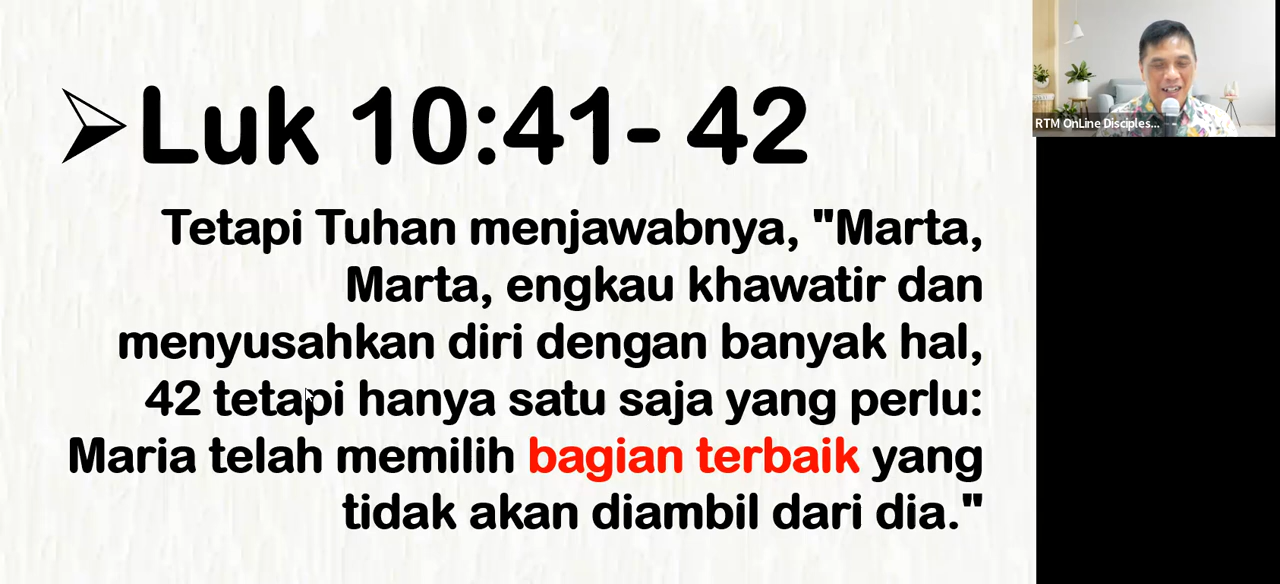 Luk 10:41- 42
Tetapi Tuhan menjawabnya, "Marta,
Marta, engkau khawatir dan
menyusahkan diri dengan banyak hal,
42 tetapi hanya satu saja yang perlu:
Maria telah memilih bagian terbaik yang
tidak akan diambil dari dia."
RTM OnLine Disciples...